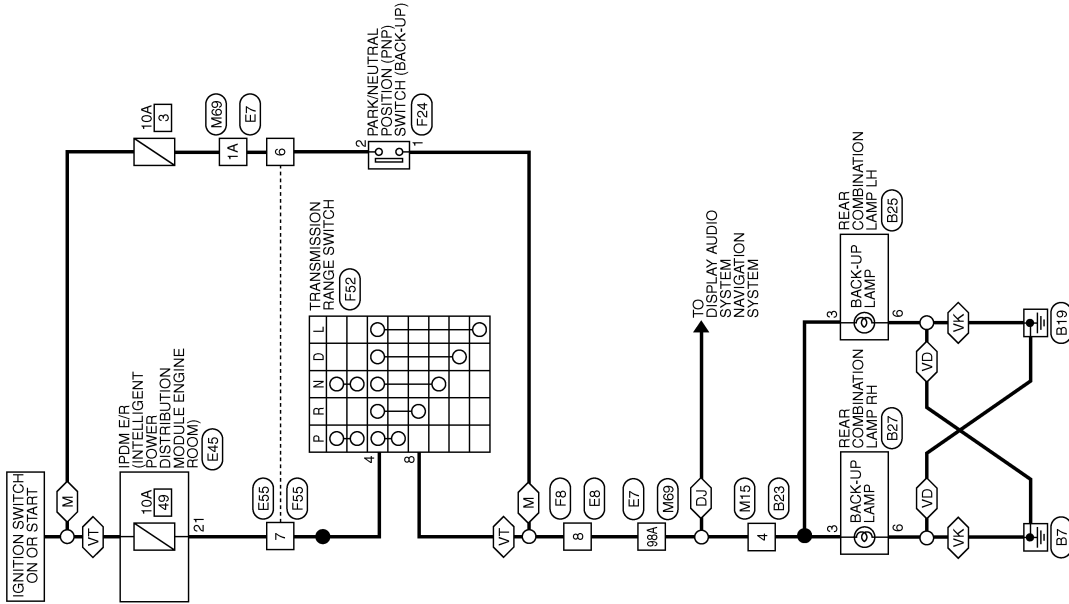 IGNITION SWITCH
ON OR START
M
VT
IPDM E/R
(INTELLIGENT
POWER
DISTRIBUTION
MODULE ENGINE
ROOM)
E45
10A
49
21
10A
3
M69
1A
E7
6
E55
7
F55
2
PARK/NEUTRAL
POSITION (PNP)
SWITCH (BACK-UP)
F24
1
TRANSMISSION
RANGE SWITCH
F52
P R N D L
4
8
VT
M
F8
8
E8
E7
98A
M69
DJ
TO
DISPLAY AUDIO
SYSTEM
NAVIGATION
SYSTEM
M15
4
B23
REAR
COMBINATION
LAMP RH
B27
3
BACK-UP
LAMP
6
REAR
COMBINATION
LAMP LH
B25
3
BACK-UP
LAMP
6
VD
VK
VD
VK
B7
B19